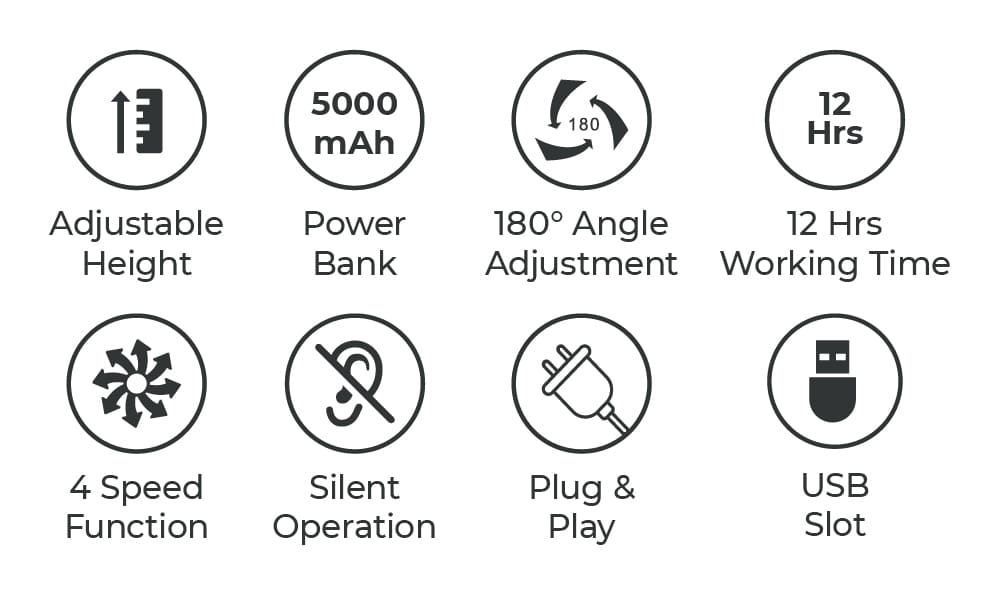 5000
mAh
180
12
Hrs
Adjustable
Height
Power
Bank
180° Angle
Adjustment
12 Hrs
Working Time
4 Speed
Function
Silent
Operation
Plug &
Play
USB
Slot